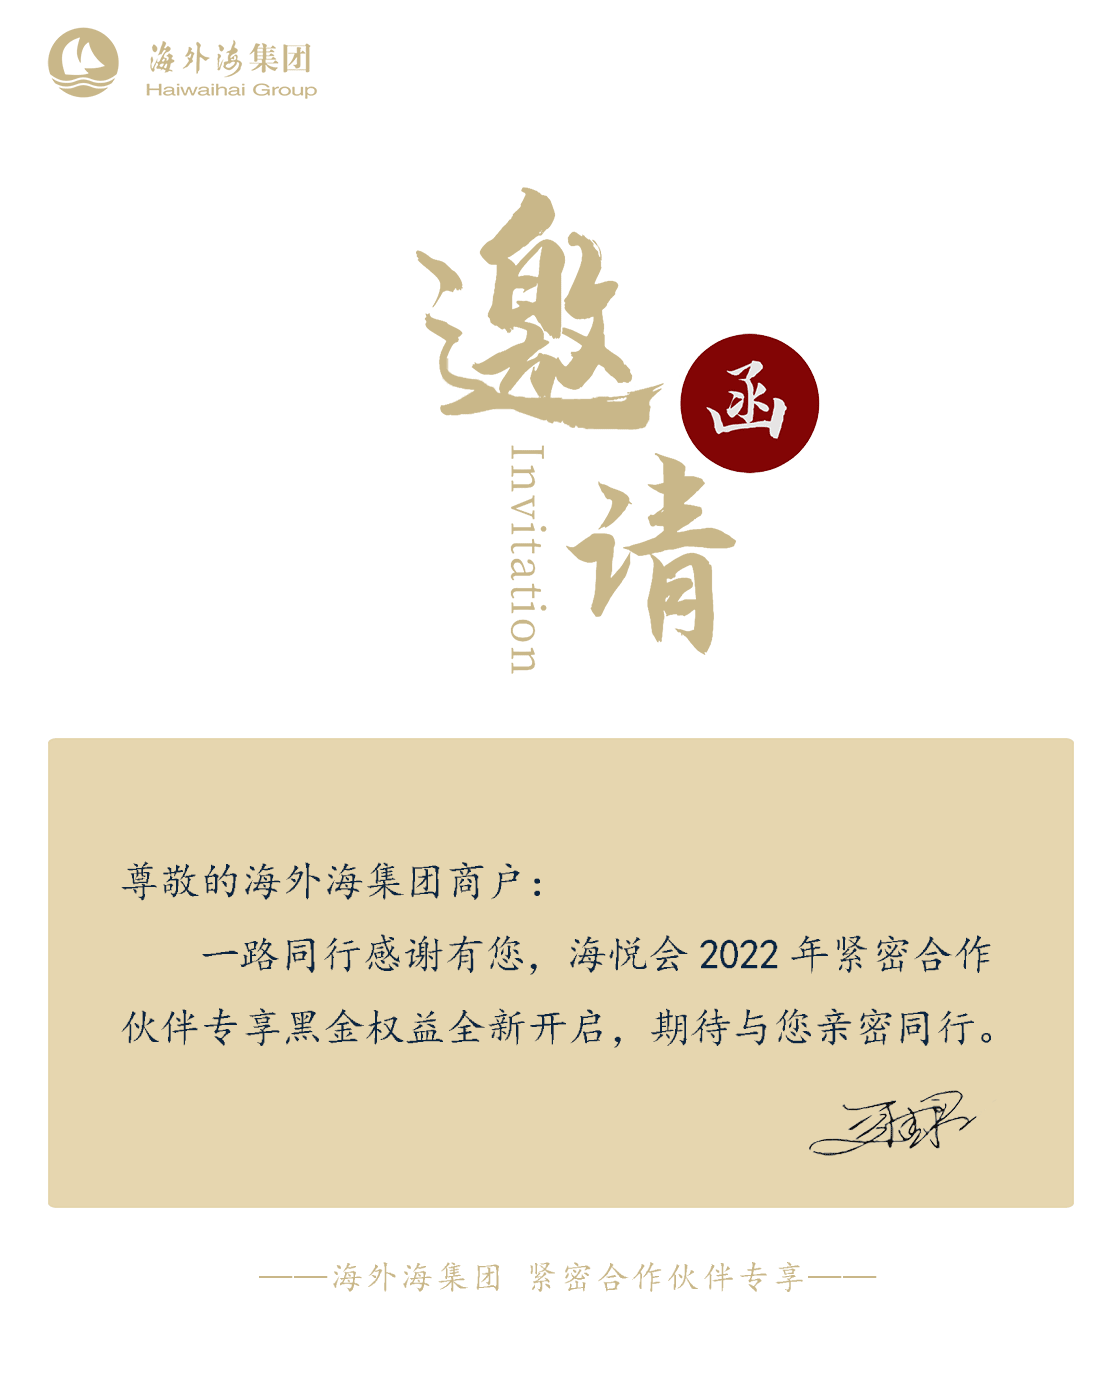 海外海集团
Haiwaihai Group
邀请函
Invitation
尊敬的海外海集团商户：
一路同行感谢有您，海悦会 2022 年紧密合作
伙伴专享黑金权益全新开启，期待与您亲密同行。
——海外海集团 紧密合作伙伴专享——